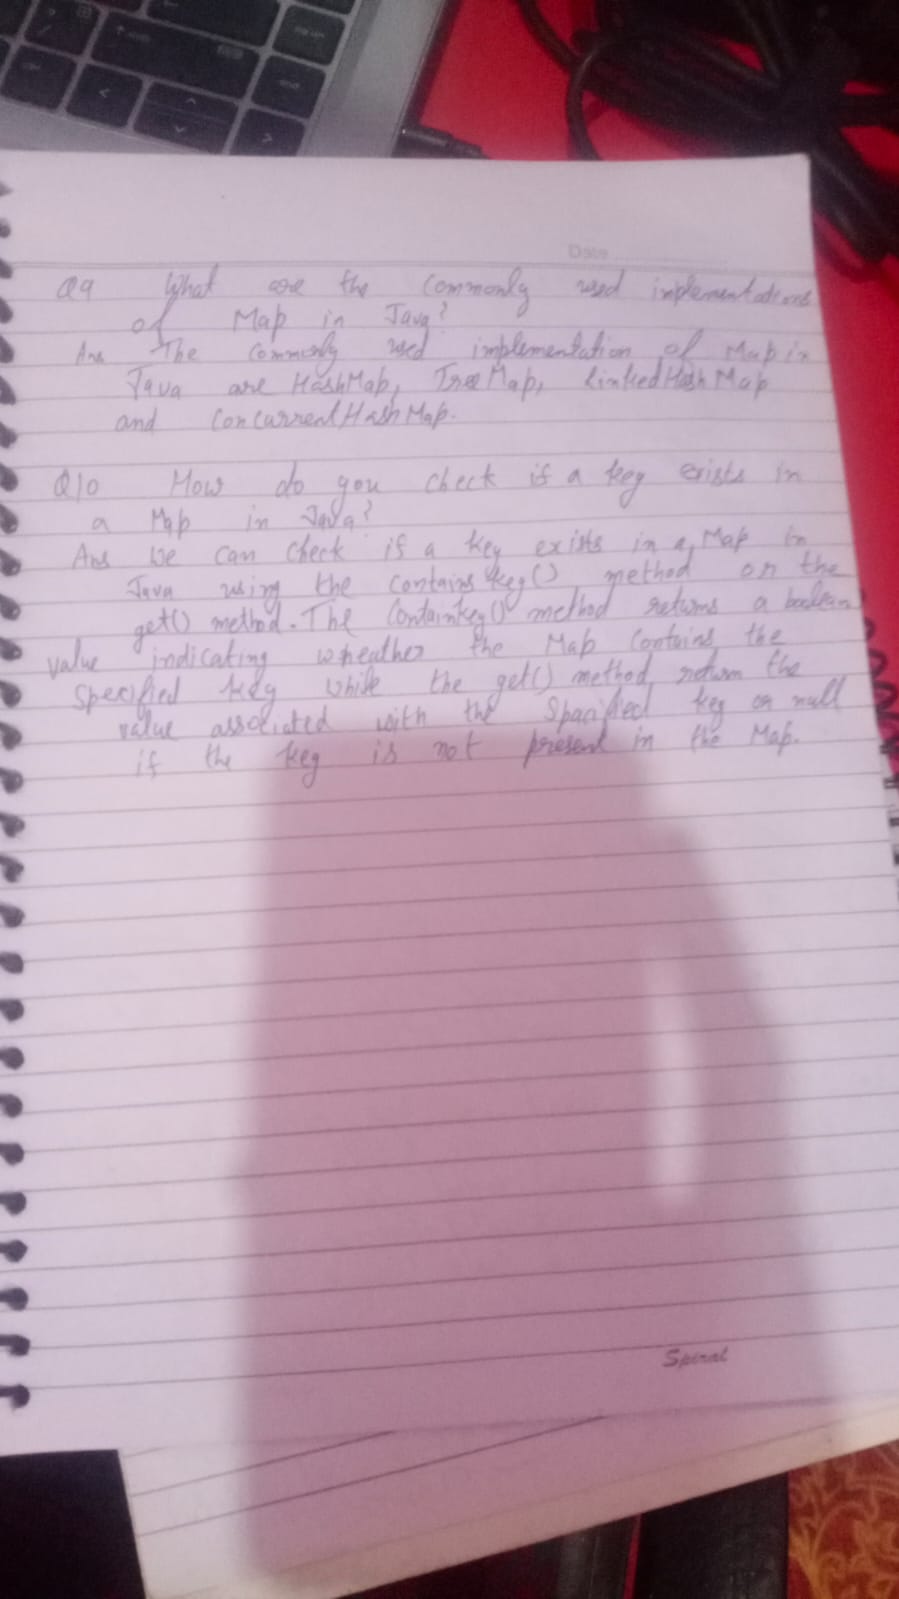 Date
Q9 What are the commonly used implementations
of Map in Java?
Ans The commonly used implementation of Map in
Java are HashMap, TreeMap, linkedHashMap
and ConcurrentHashMap.
Q10 How do you check if a key exists in
a Map in Java?
Ans We can check if a key exists in a Map in
Java using the containskey() method or the
get() method. The Containkey() method returns a boolean
value indicating wheather the Map contains the
specified key while the get() method return the
value associated with the Specified key or null
if the key is not present in the Map.
Spiral